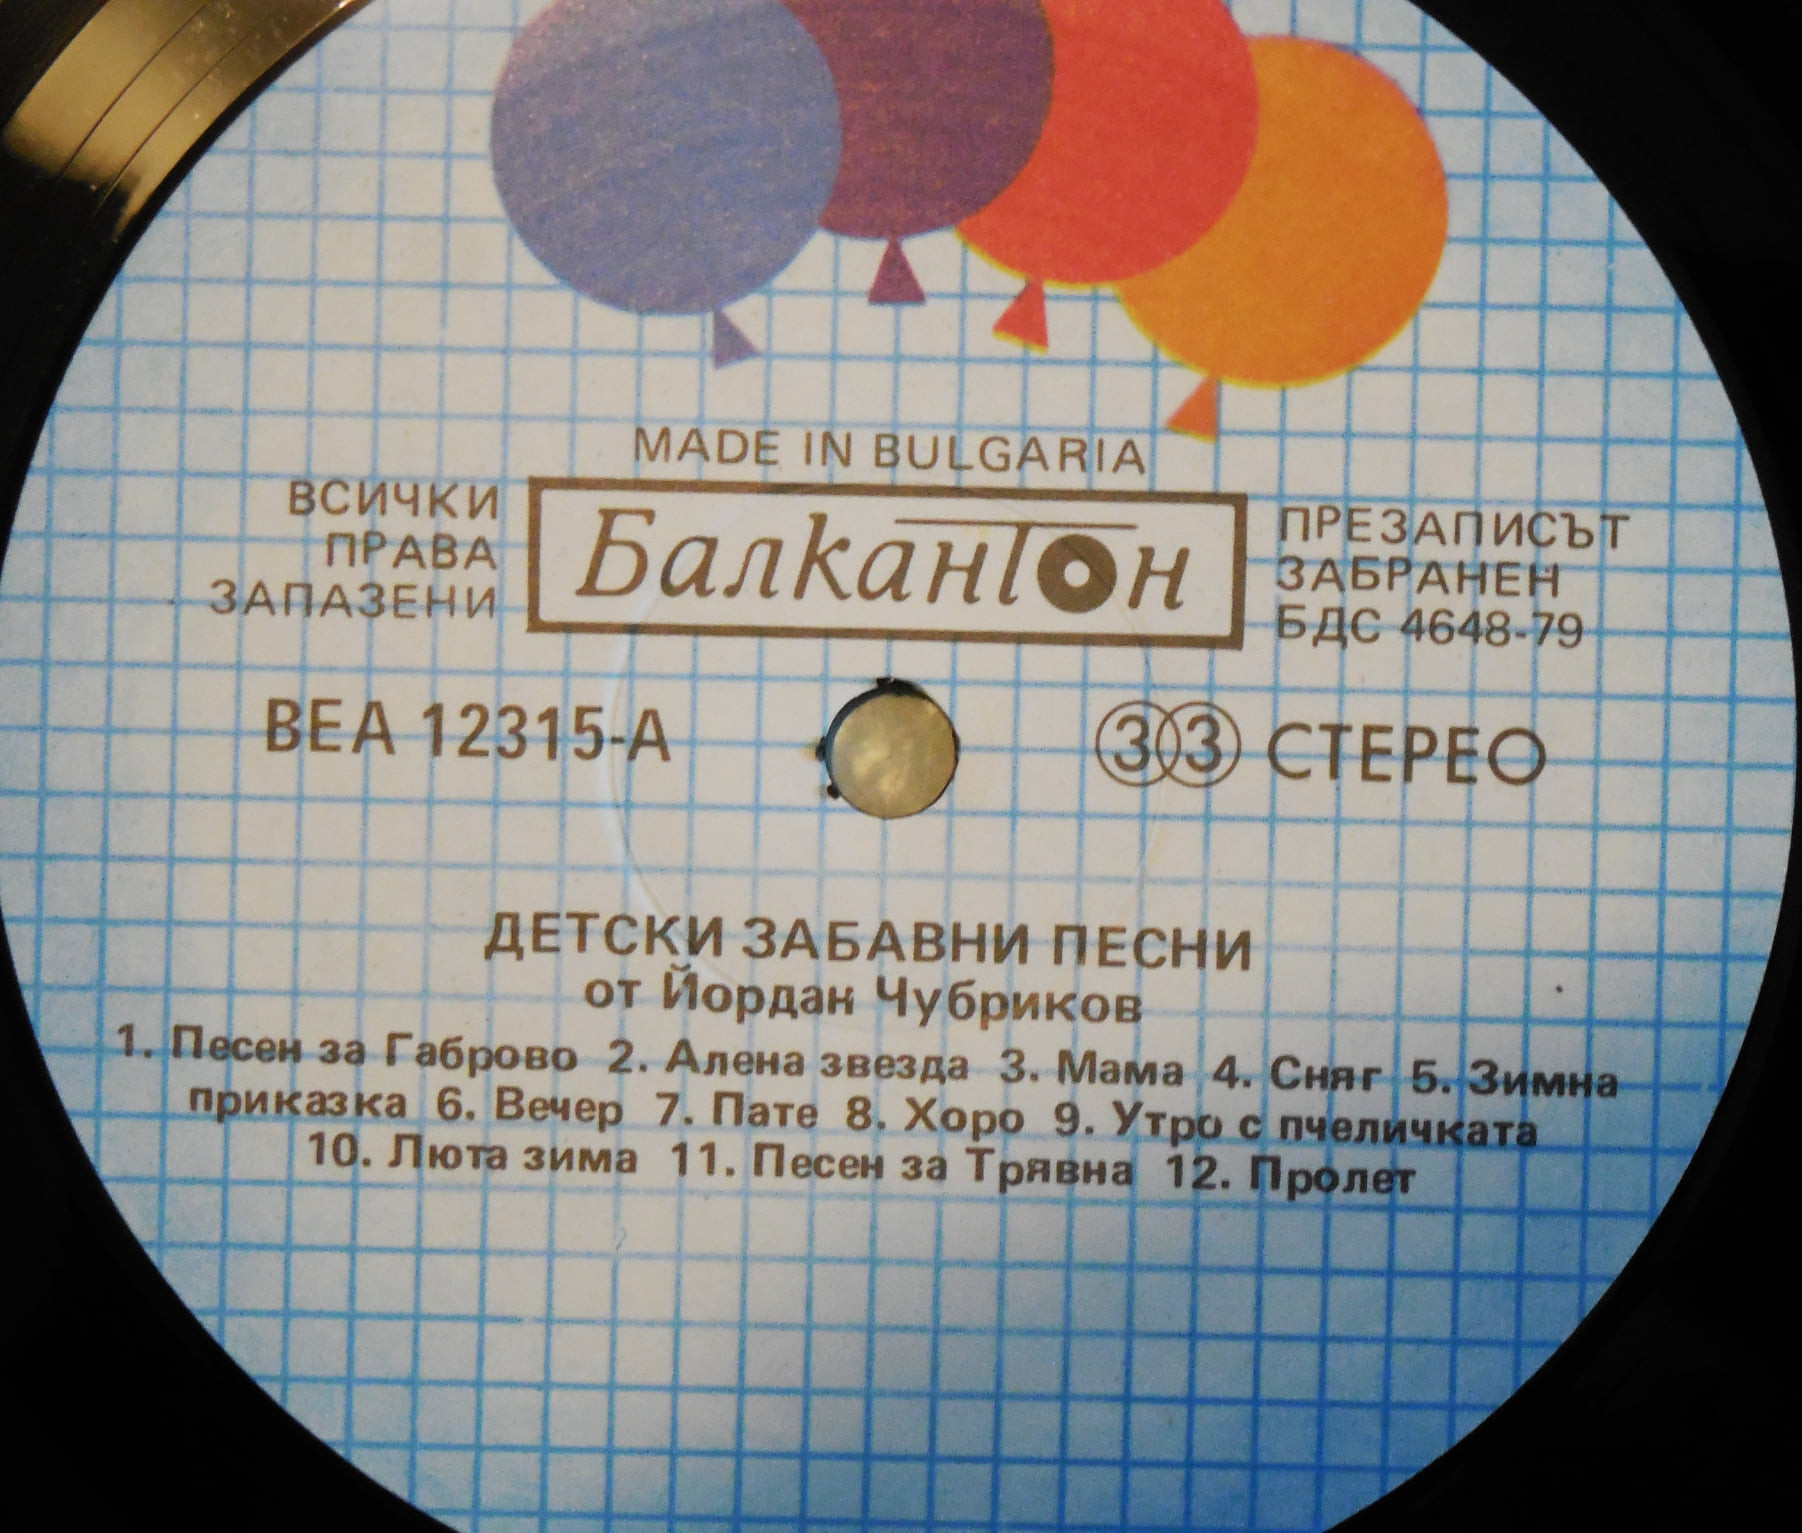 MADE IN BULGARIA
ВСИЧКИ
ПРАВА
ЗАПАЗЕНИ
Балкантон
ПРЕЗАПИСЪТ
ЗАБРАНЕН
БДС 4648-79
ВЕА 12315-А
33 СТЕРЕО
ДЕТСКИ ЗАБАВНИ ПЕСНИ
от Йордан Чубриков
1. Песен за Габрово 2. Алена звезда 3. Мама 4. Сняг 5. Зимна
приказка 6. Вечер 7. Пате 8. Хоро 9. Утро с пчеличката
10. Люта зима 11. Песен за Трявна 12. Пролет